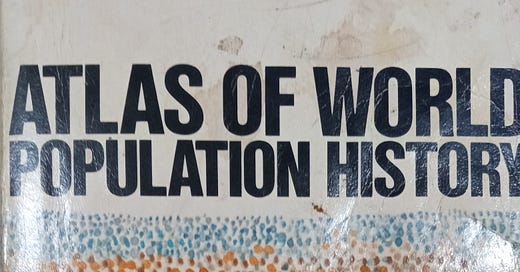 ATLAS OF WORLD
POPULATION HISTORY